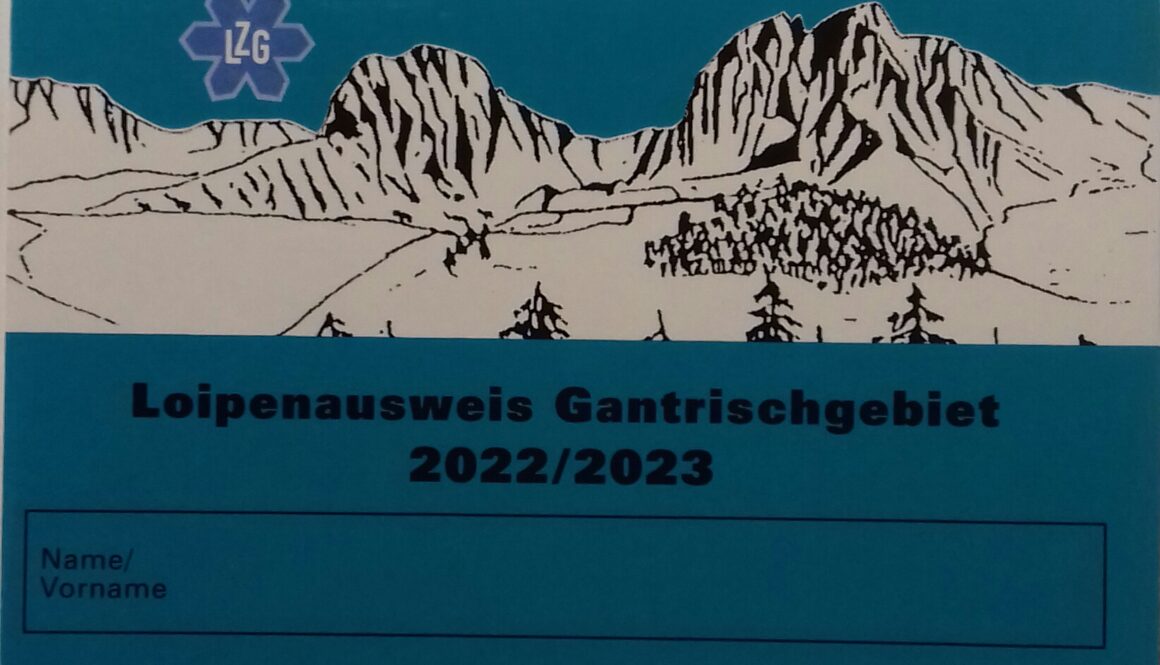 LZG
Loipenausweis Gantrischgebiet
2022/2023
Name/
Vorname